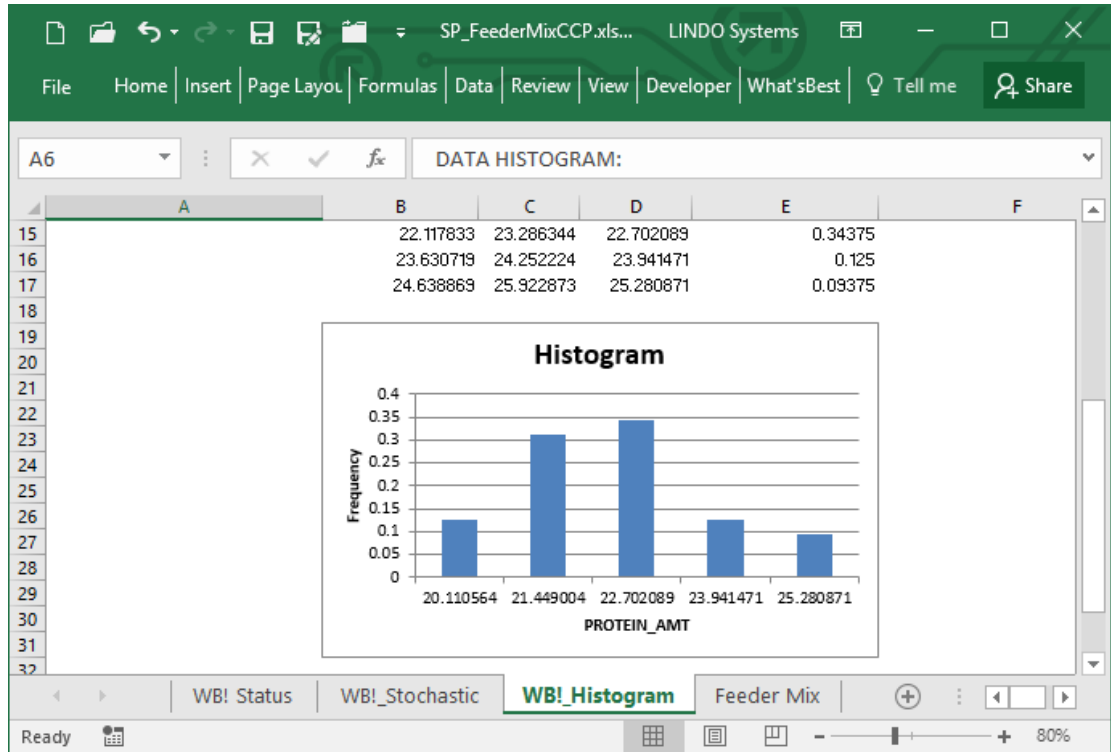 SP_FeederMixCCP.xls... LINDO Systems
File Home Insert Page Layou Formulas Data Review View Developer What'sBest Tell me Share
A6 fx DATA HISTOGRAM:
A B C D E F
15 22.117833 23.286344 22.702089 0.34375
16 23.630719 24.252224 23.941471 0.125
17 24.638869 25.922873 25.280871 0.09375
18
19
20
21
22
23
24
25
26
27
28
29
30
31
32
Histogram
Frequency
0.4
0.35
0.3
0.25
0.2
0.15
0.1
0.05
0
20.110564 21.449004 22.702089 23.941471 25.280871
PROTEIN_AMT
WB! Status WB!_Stochastic WB!_Histogram Feeder Mix
Ready 80%